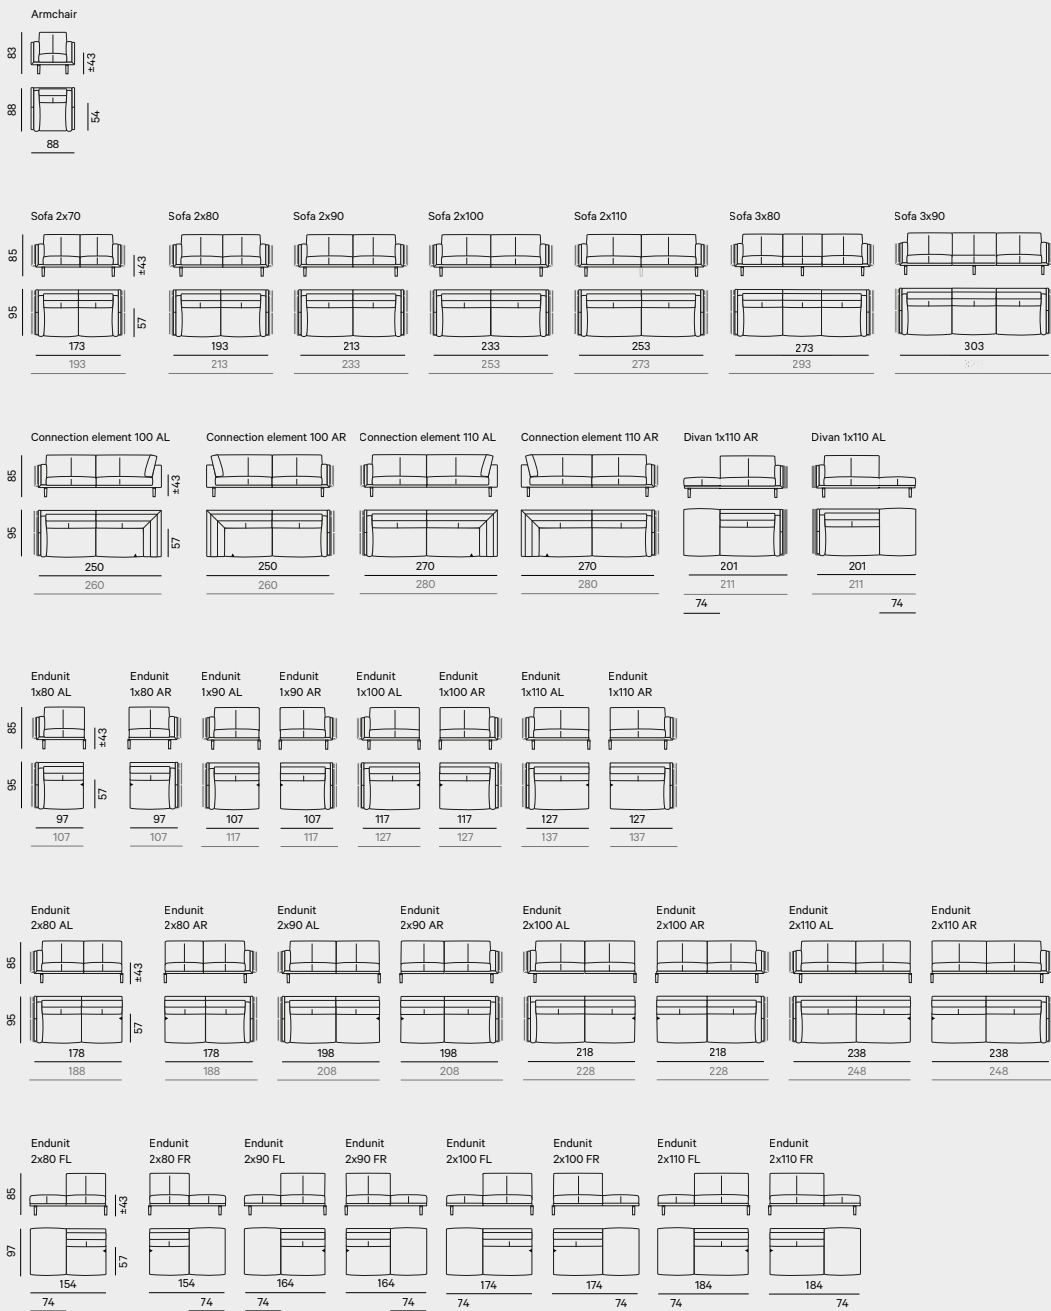 Armchair
83
±43
88
54
88
Sofa 2x70
Sofa 2x80
Sofa 2x90
Sofa 2x100
Sofa 2x110
Sofa 3x80
Sofa 3x90
85
±43
95
57
173
193
213
233
253
273
303
193
213
233
253
273
293
Connection element 100 AL
Connection element 100 AR
Connection element 110 AL
Connection element 110 AR
Divan 1x110 AR
Divan 1x110 AL
85
±43
95
57
250
250
270
270
201
201
260
260
280
280
211
211
74
74
Endunit
1x80 AL
Endunit
1x80 AR
Endunit
1x90 AL
Endunit
1x90 AR
Endunit
1x100 AL
Endunit
1x100 AR
Endunit
1x110 AL
Endunit
1x110 AR
85
±43
95
57
97
97
107
107
117
117
127
127
107
107
117
117
127
127
137
137
Endunit
2x80 AL
Endunit
2x80 AR
Endunit
2x90 AL
Endunit
2x90 AR
Endunit
2x100 AL
Endunit
2x100 AR
Endunit
2x110 AL
Endunit
2x110 AR
85
±43
95
57
178
178
198
198
218
218
238
238
188
188
208
208
228
228
248
248
Endunit
2x80 FL
Endunit
2x80 FR
Endunit
2x90 FL
Endunit
2x90 FR
Endunit
2x100 FL
Endunit
2x100 FR
Endunit
2x110 FL
Endunit
2x110 FR
85
±43
97
57
154
154
164
164
174
174
184
184
74
74
74
74
74
74
74
74